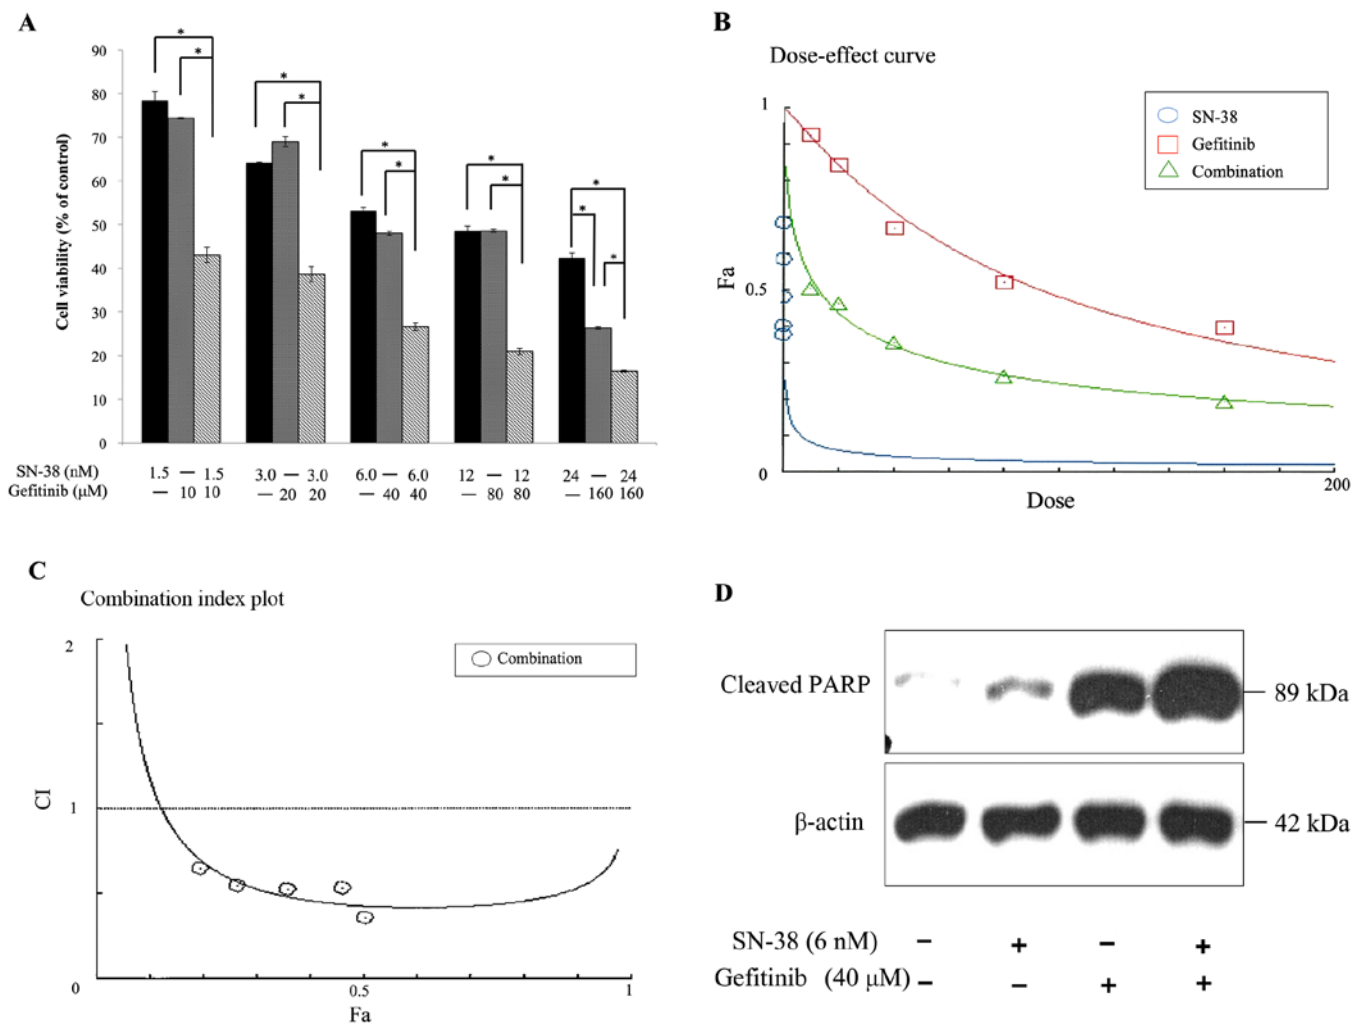 A
90
80
70
60
50
40
30
20
10
0
Cell viability (% of control)
* * * * * * * * * * *
SN-38 (nM) 1.5 — 1.5 3.0 — 3.0 6.0 — 6.0 12 — 12 24 — 24
Gefitinib (μM) — 10 10 — 20 20 — 40 40 — 80 80 — 160 160
B
Dose-effect curve
SN-38
Gefitinib
Combination
1
0.5
0
Fa
200
Dose
C
Combination index plot
Combination
2
1
0
CI
0.5
1
Fa
D
Cleaved PARP
89 kDa
β-actin
42 kDa
SN-38 (6 nM) – + – +
Gefitinib (40 μM) – – + +